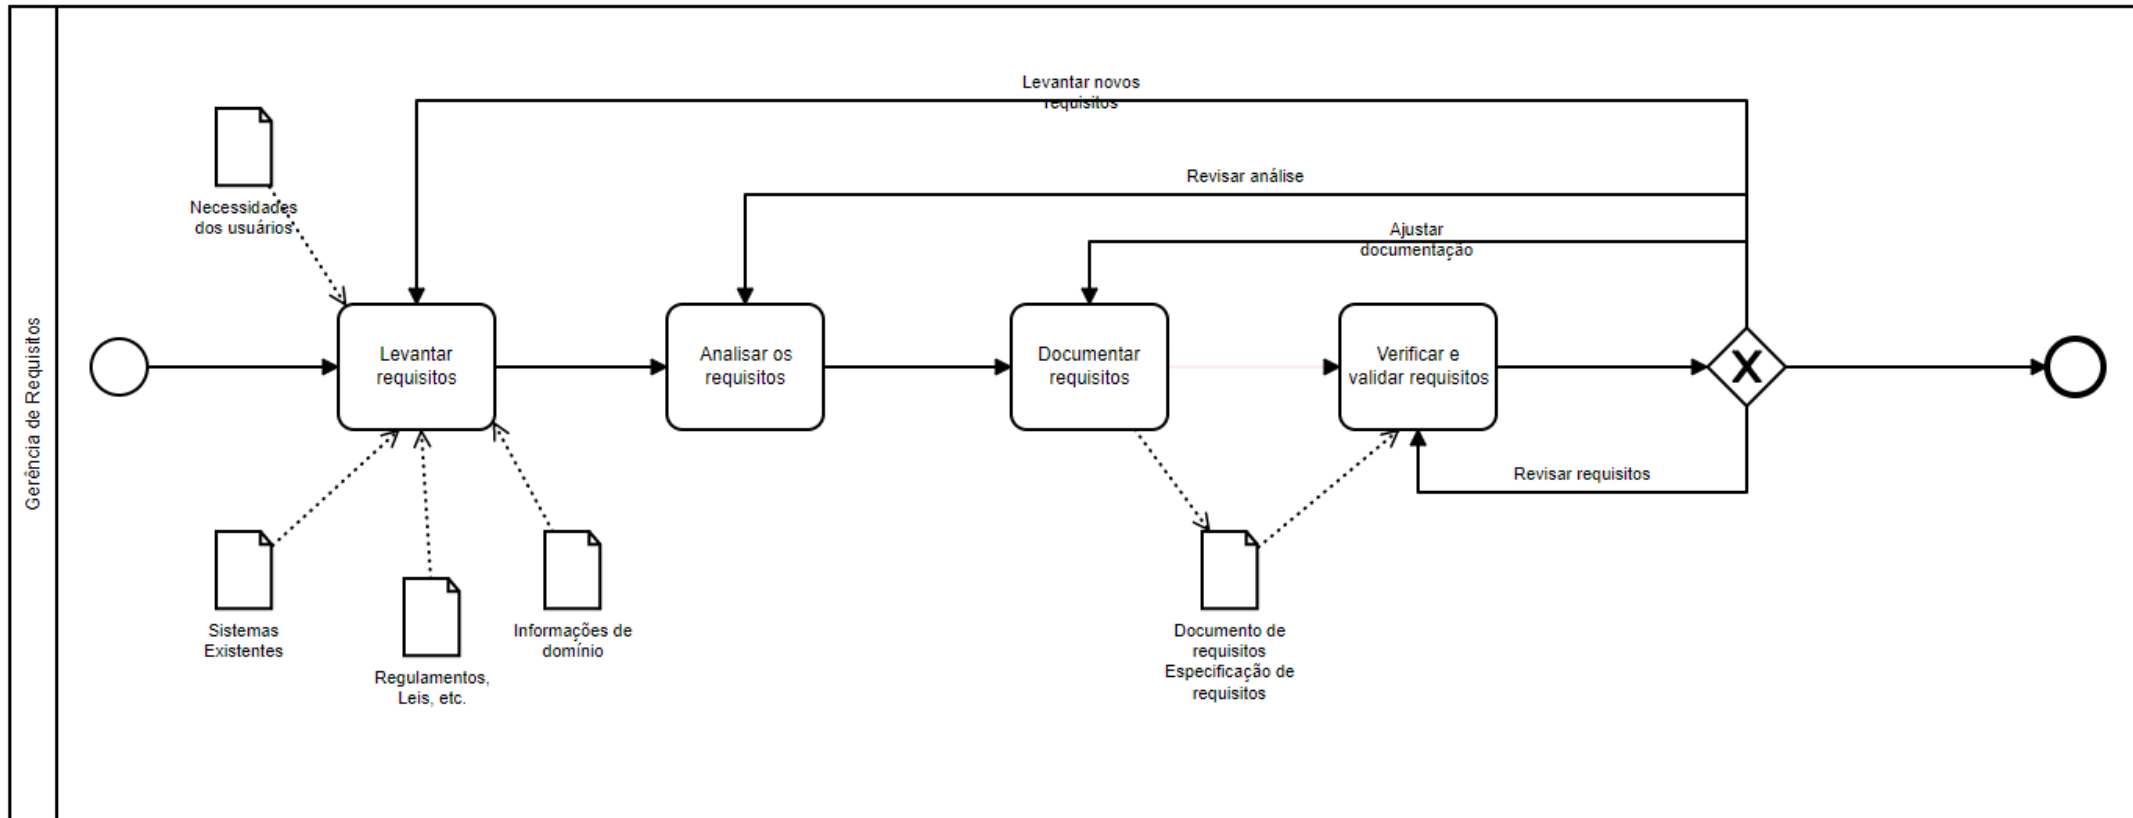 Gerência de Requisitos
Levantar novos
requisitos
Revisar análise
Ajustar
documentação
Necessidades
dos usuários
Levantar
requisitos
Analisar os
requisitos
Documentar
requisitos
Verificar e
validar requisitos
X
Revisar requisitos
Sistemas
Existentes
Regulamentos,
Leis, etc.
Informações de
domínio
Documento de
requisitos
Especificação de
requisitos